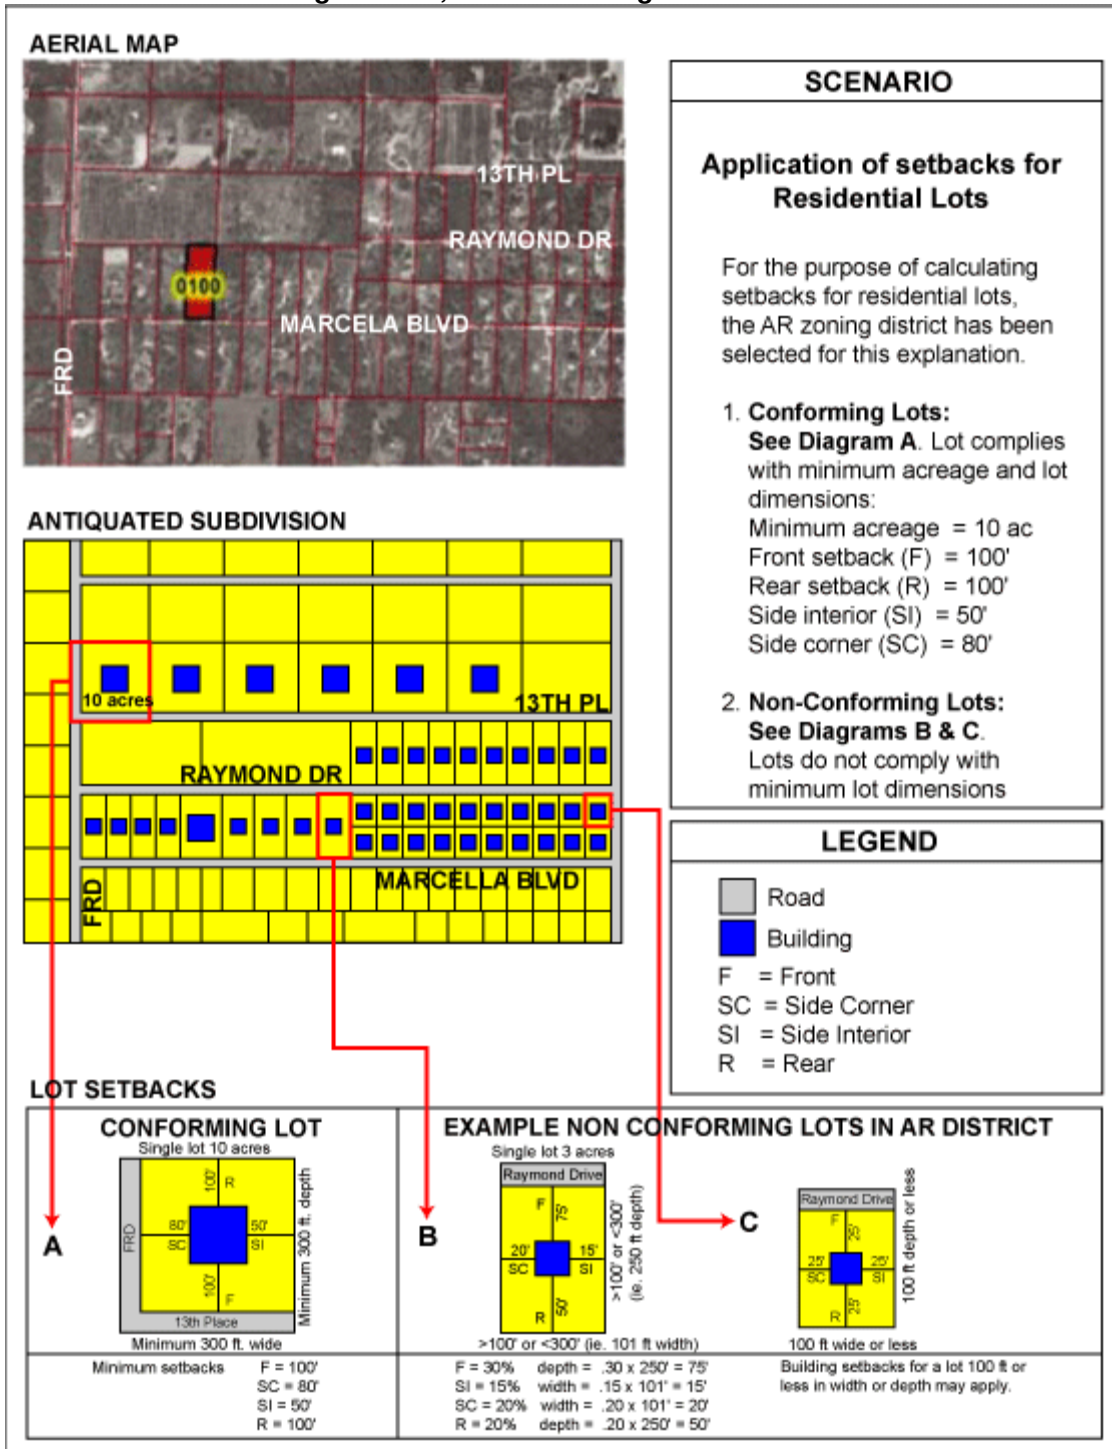 AERIAL MAP
13TH PL
RAYMOND DR
0100
MARCELA BLVD
FRD
SCENARIO
Application of setbacks for
Residential Lots
For the purpose of calculating
setbacks for residential lots,
the AR zoning district has been
selected for this explanation.
1. Conforming Lots:
See Diagram A. Lot complies
with minimum acreage and lot
dimensions:
Minimum acreage = 10 ac
Front setback (F) = 100'
Rear setback (R) = 100'
Side interior (SI) = 50'
Side corner (SC) = 80'
2. Non-Conforming Lots:
See Diagrams B & C.
Lots do not comply with
minimum lot dimensions
ANTIQUATED SUBDIVISION
10 acres
13TH PL
RAYMOND DR
MARCELLA BLVD
FRD
LEGEND
Road
Building
F = Front
SC = Side Corner
SI = Side Interior
R = Rear
LOT SETBACKS
CONFORMING LOT
Single lot 10 acres
100'
R
80'
SC
50'
SI
100'
F
FRD
13th Place
Minimum 300 ft. depth
Minimum 300 ft. wide
A
Minimum setbacks F = 100'
SC = 80'
SI = 50'
R = 100'
EXAMPLE NON CONFORMING LOTS IN AR DISTRICT
Single lot 3 acres
Raymond Drive
F
75'
20'
SC
15'
SI
R
50'
>100' or <300'
(ie. 250 ft depth)
>100' or <300' (ie. 101 ft width)
B
F = 30% depth = .30 x 250' = 75'
SI = 15% width = .15 x 101' = 15'
SC = 20% width = .20 x 101' = 20'
R = 20% depth = .20 x 250' = 50'
C
Raymond Drive
F
25'
25'
SC
25'
SI
R
25'
100 ft depth or less
100 ft wide or less
Building setbacks for a lot 100 ft or
less in width or depth may apply.